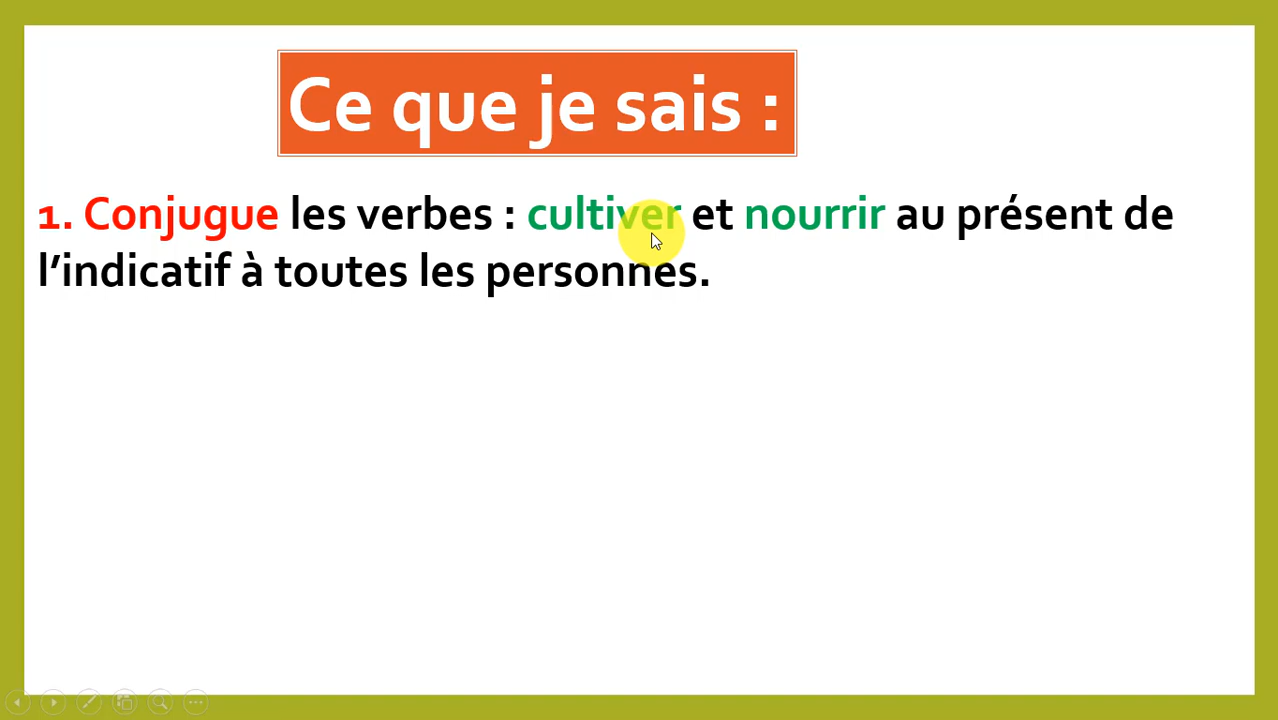 Ce que je sais :
1. Conjugue les verbes : cultiver et nourrir au présent de
l’indicatif à toutes les personnes.